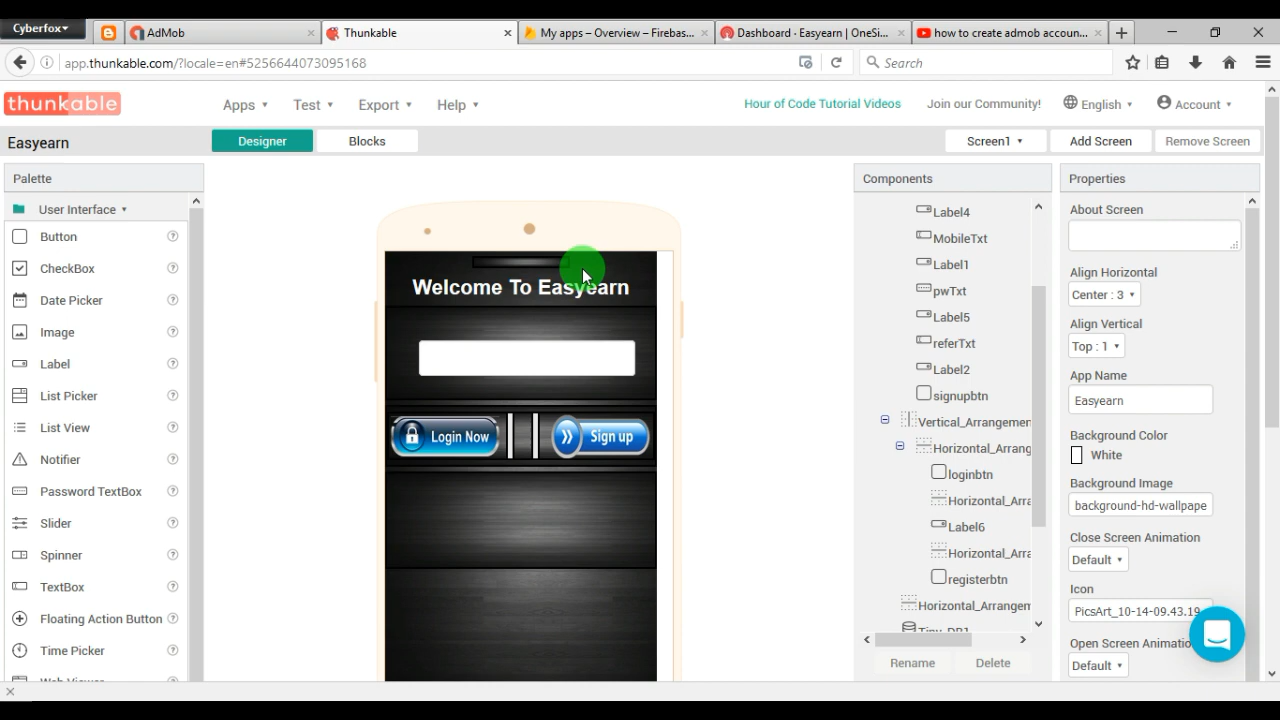 Cyberfox
AdMob
Thunkable
My apps – Overview – Firebas...
Dashboard · Easyearn | OneSi...
how to create admob accoun...
app.thunkable.com/?locale=en#5256644073095168
Search
thunkable
Apps
Test
Export
Help
Hour of Code Tutorial Videos
Join our Community!
English
Account
Easyearn
Designer
Blocks
Screen1
Add Screen
Remove Screen
Palette
User Interface
Button
CheckBox
Date Picker
Image
Label
List Picker
List View
Notifier
Password TextBox
Slider
Spinner
TextBox
Floating Action Button
Time Picker
Web Viewer
Welcome To Easyearn
Login Now
Sign up
Components
Label4
MobileTxt
Label1
pwTxt
Label5
referTxt
Label2
signupbtn
Vertical_Arrangemen
Horizontal_Arrang
loginbtn
Horizontal_Arra
Label6
Horizontal_Arra
registerbtn
Horizontal_Arrangem
Tiny_DB1
Rename
Delete
Properties
About Screen
Align Horizontal
Center : 3
Align Vertical
Top : 1
App Name
Easyearn
Background Color
White
Background Image
background-hd-wallpape
Close Screen Animation
Default
Icon
PicsArt_10-14-09.43.19
Open Screen Animatio
Default